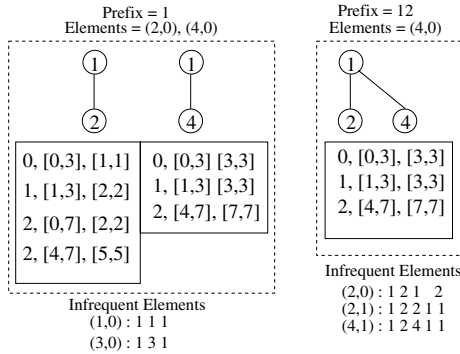 Prefix = 1
Elements = (2,0), (4,0)
1
1
2
4
0, [0,3], [1,1]
1, [1,3], [2,2]
2, [0,7], [2,2]
2, [4,7], [5,5]
0, [0,3] [3,3]
1, [1,3] [3,3]
2, [4,7], [7,7]
Infrequent Elements
(1,0) : 1 1 1
(3,0) : 1 3 1
Prefix = 12
Elements = (4,0)
1
2
4
0, [0,3], [3,3]
1, [1,3], [3,3]
2, [4,7], [7,7]
Infrequent Elements
(2,0) : 1 2 1 2
(2,1) : 1 2 2 1 1
(4,1) : 1 2 4 1 1